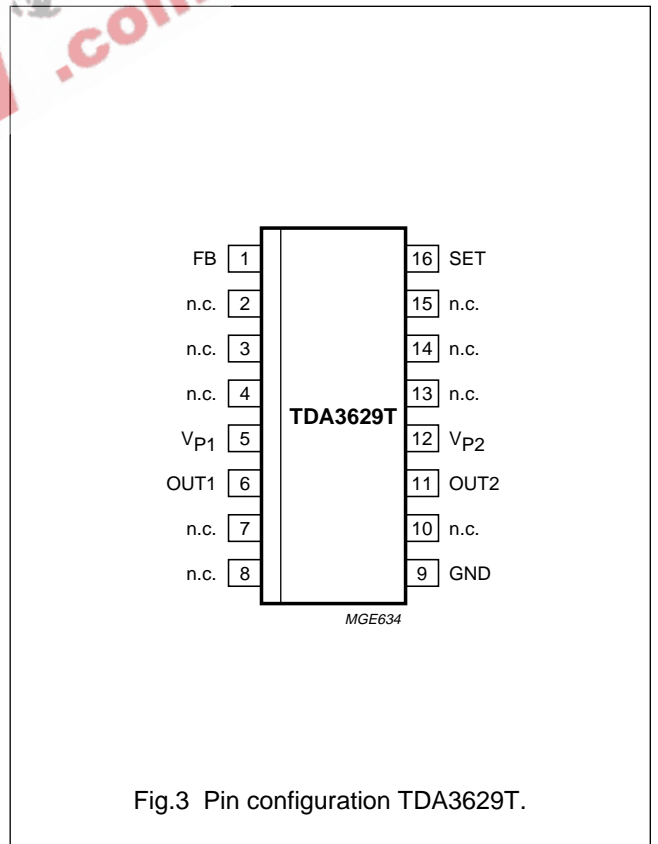 .com
FB 1 16 SET
n.c. 2 15 n.c.
n.c. 3 14 n.c.
n.c. 4 13 n.c.
TDA3629T
VP1 5 12 VP2
OUT1 6 11 OUT2
n.c. 7 10 n.c.
n.c. 8 9 GND
MGE634
Fig.3 Pin configuration TDA3629T.